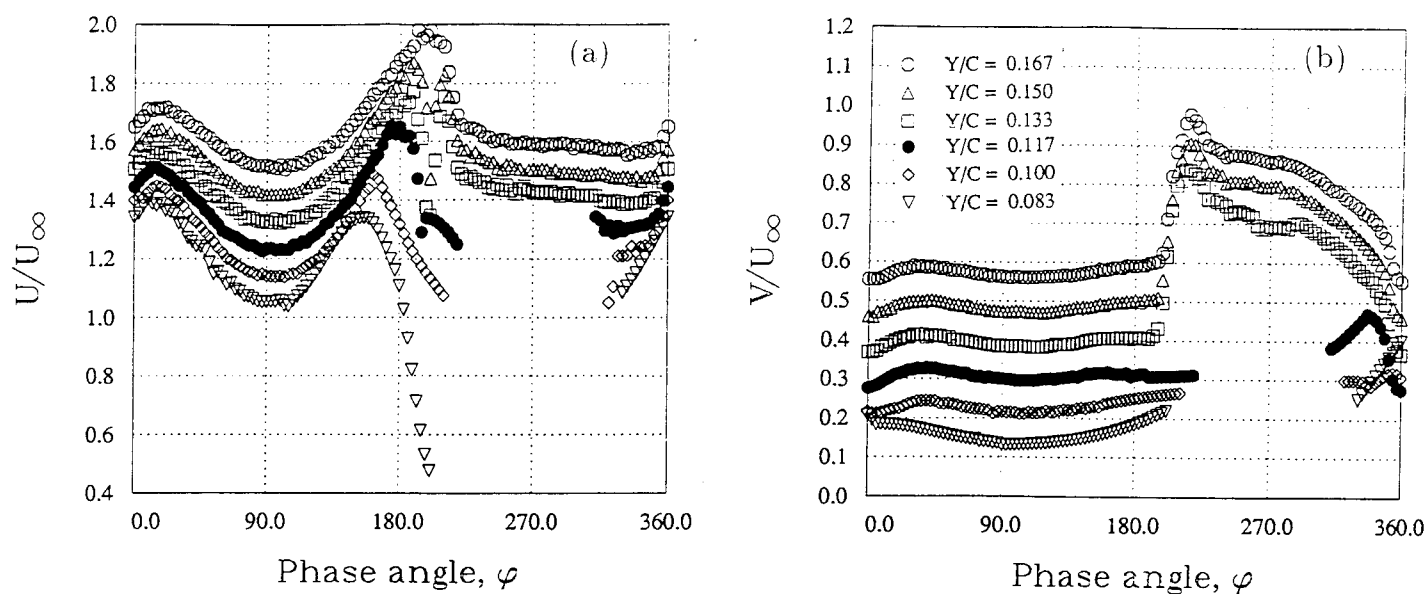 U/U∞
2.0
1.8
1.6
1.4
1.2
1.0
0.8
0.6
0.4
(a)
0.0 90.0 180.0 270.0 360.0
Phase angle, φ
V/U∞
1.2
1.1
1.0
0.9
0.8
0.7
0.6
0.5
0.4
0.3
0.2
0.1
0.0
(b)
Y/C = 0.167
Y/C = 0.150
Y/C = 0.133
Y/C = 0.117
Y/C = 0.100
Y/C = 0.083
0.0 90.0 180.0 270.0 360.0
Phase angle, φ